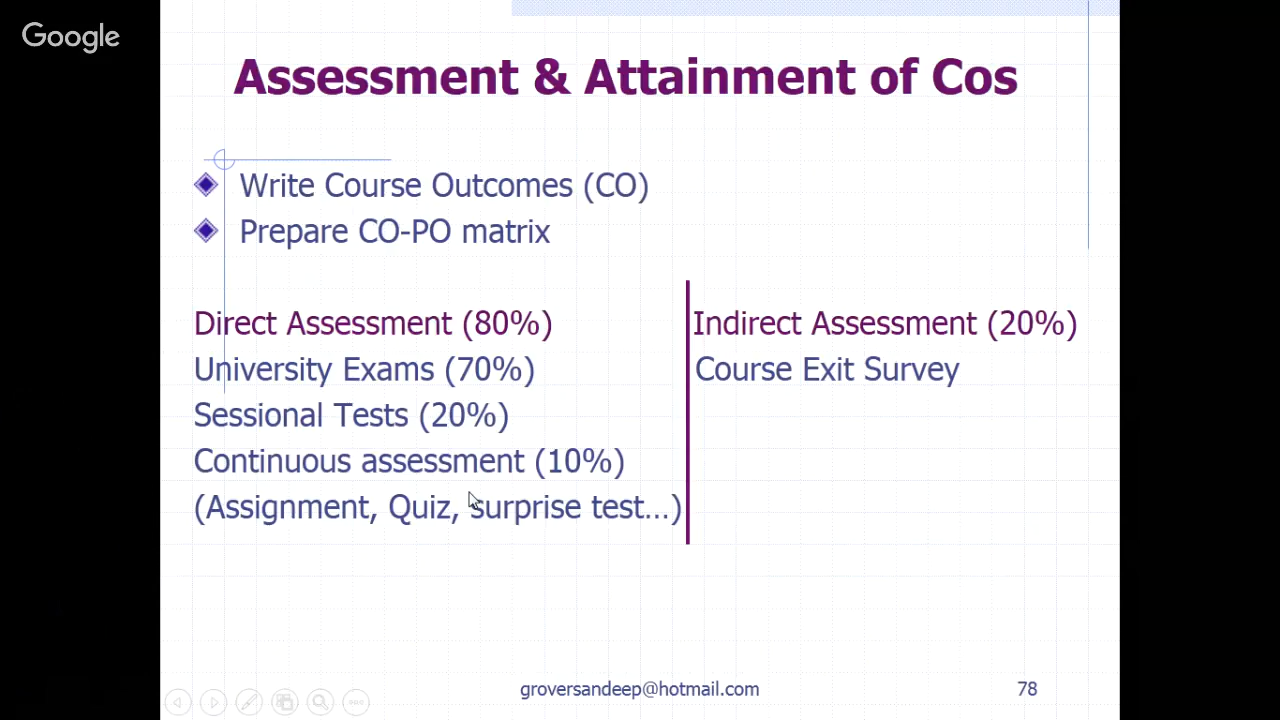 Google
Assessment & Attainment of Cos
Write Course Outcomes (CO)
Prepare CO-PO matrix
Direct Assessment (80%)
University Exams (70%)
Sessional Tests (20%)
Continuous assessment (10%)
(Assignment, Quiz, surprise test...)
Indirect Assessment (20%)
Course Exit Survey
groversandeep@hotmail.com
78